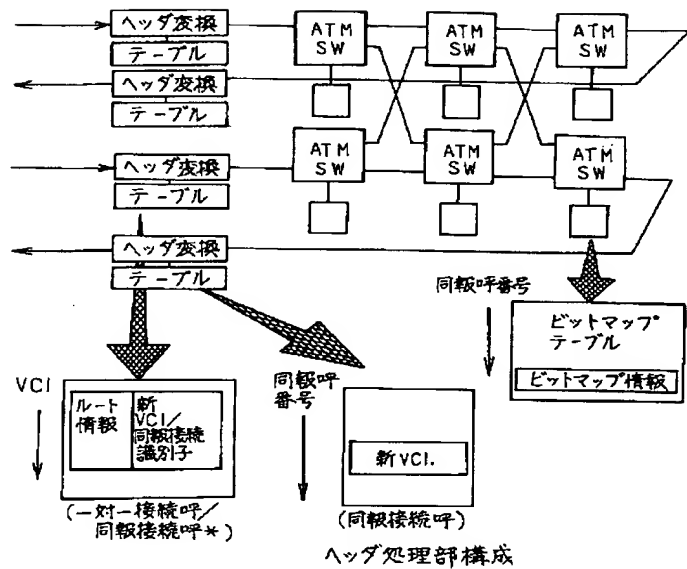 ヘッダ変換
テーブル
ヘッダ変換
テーブル
ATM
SW
ATM
SW
ATM
SW
ヘッダ変換
テーブル
ヘッダ変換
テーブル
ATM
SW
ATM
SW
ATM
SW
同報呼番号
ビットマップ
テーブル
ビットマップ情報
VCI
ルート
情報
新
VCI/
同報接続
識別子
(一対一接続呼/
同報接続呼*)
同報呼
番号
新VCI.
(同報接続呼)
ヘッダ処理部構成